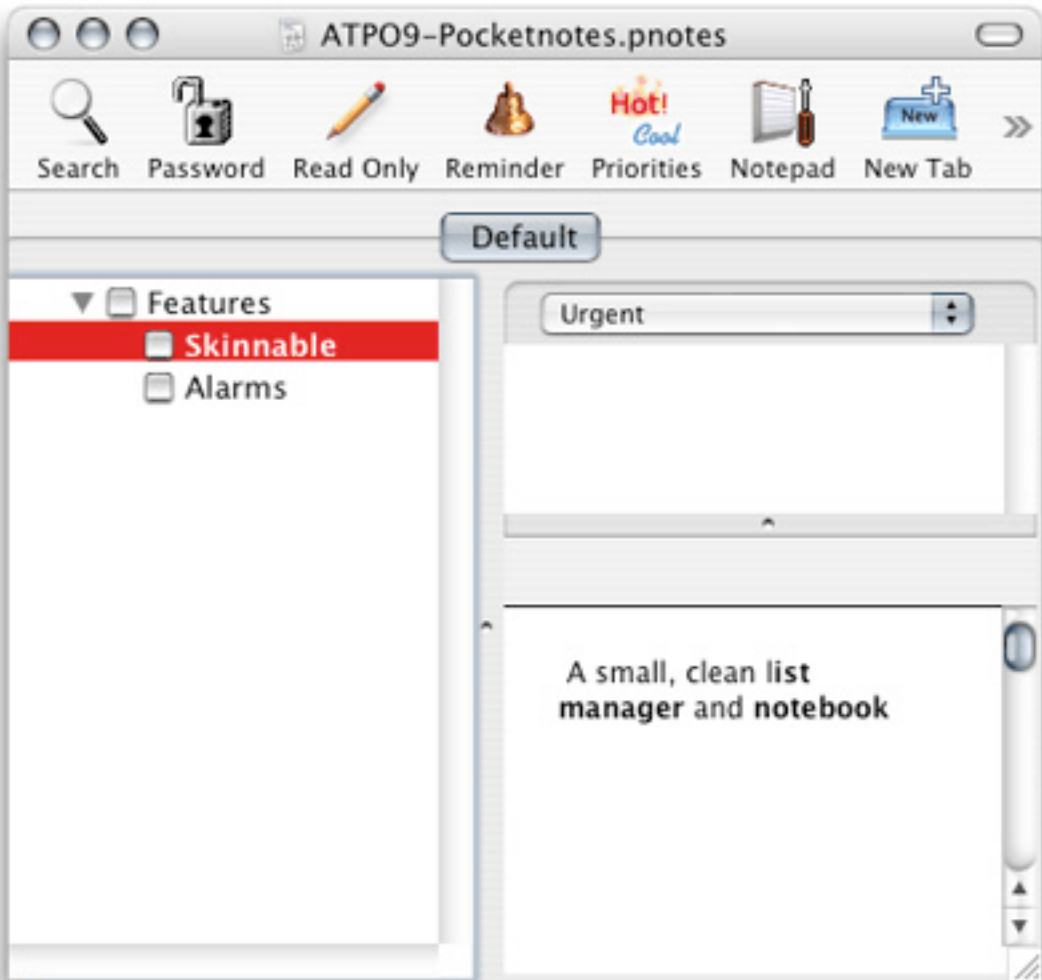 ATPO9-Pocketnotes.pnotes
Hot!
Cool
New
Search Password Read Only Reminder Priorities Notepad New Tab
Default
Features
Skinnable
Alarms
Urgent
A small, clean list
manager and notebook